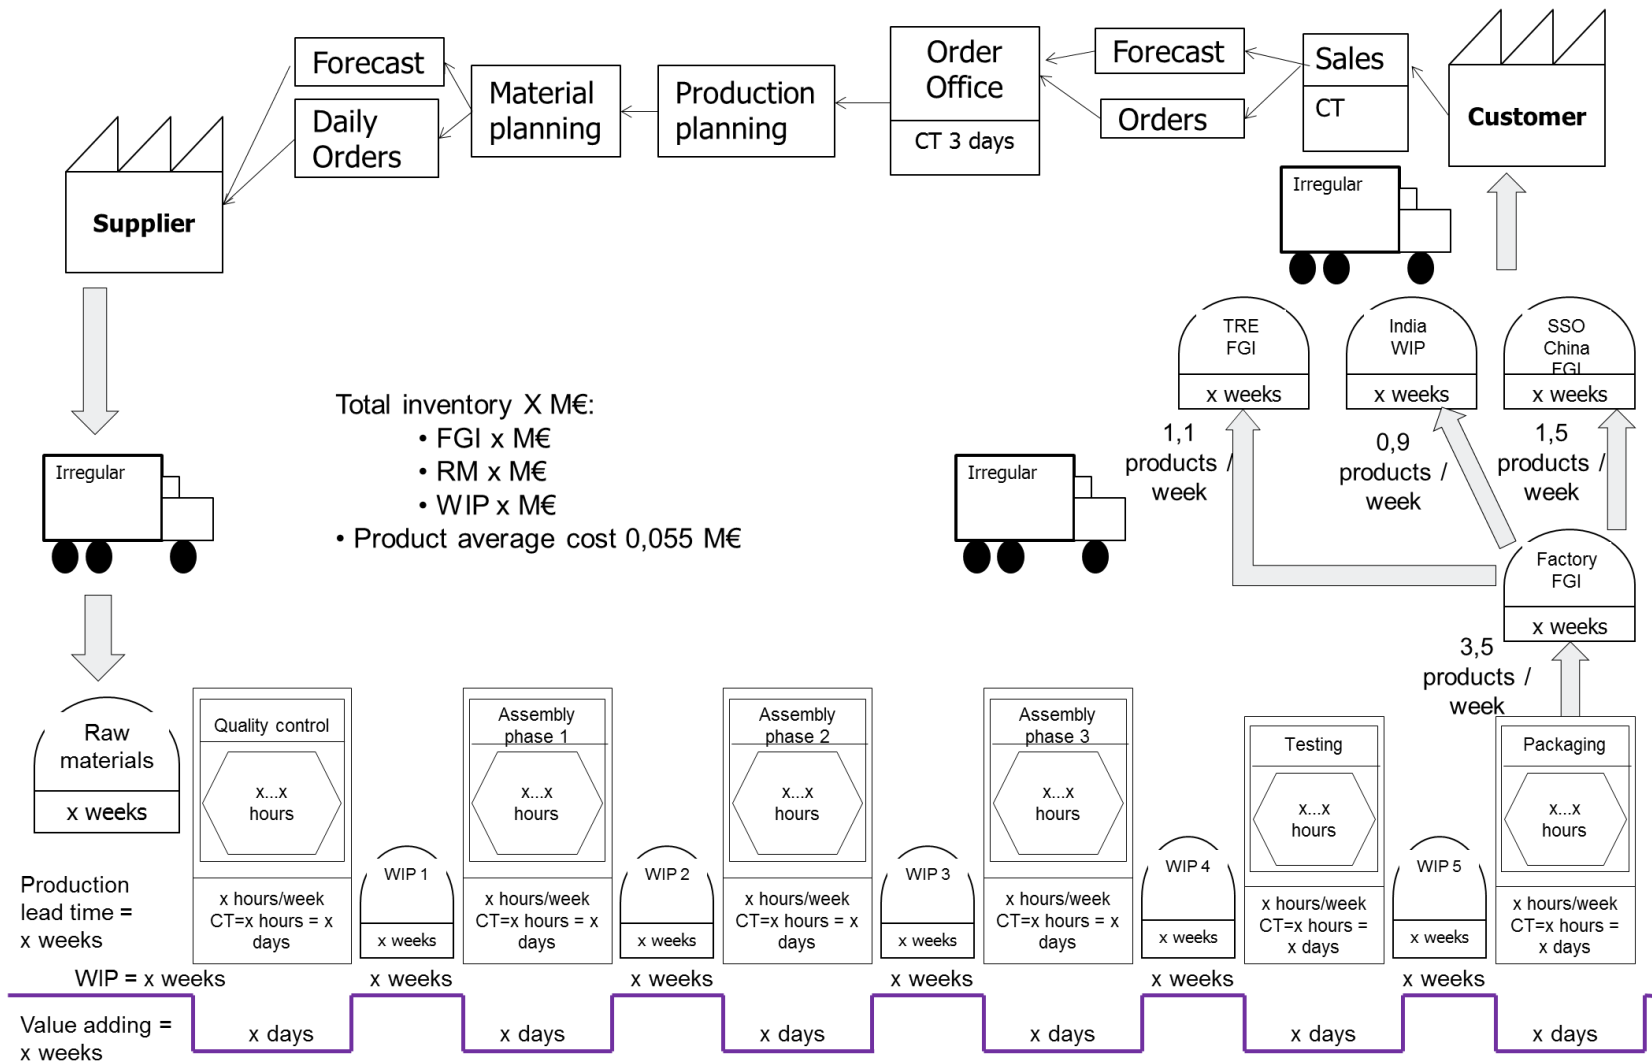 Forecast
Daily
Orders
Material
planning
Production
planning
Order
Office
CT 3 days
Forecast
Orders
Sales
CT
Customer
Supplier
Irregular
TRE
FGI
x weeks
India
WIP
x weeks
SSO
China
FGI
x weeks
Total inventory X M€:
• FGI x M€
• RM x M€
• WIP x M€
• Product average cost 0,055 M€
Irregular
Irregular
1,1
products /
week
0,9
products /
week
1,5
products /
week
Factory
FGI
x weeks
3,5
products /
week
Raw
materials
x weeks
Quality control
x...x
hours
x hours/week
CT=x hours = x
days
WIP 1
x weeks
Assembly
phase 1
x...x
hours
x hours/week
CT=x hours = x
days
WIP 2
x weeks
Assembly
phase 2
x...x
hours
x hours/week
CT=x hours = x
days
WIP 3
x weeks
Assembly
phase 3
x...x
hours
x hours/week
CT=x hours = x
days
WIP 4
x weeks
Testing
x...x
hours
x hours/week
CT=x hours =
x days
WIP 5
x weeks
Packaging
x...x
hours
x hours/week
CT=x hours =
x days
Production
lead time =
x weeks
WIP = x weeks
x weeks
x weeks
x weeks
x weeks
x weeks
Value adding =
x weeks
x days
x days
x days
x days
x days
x days